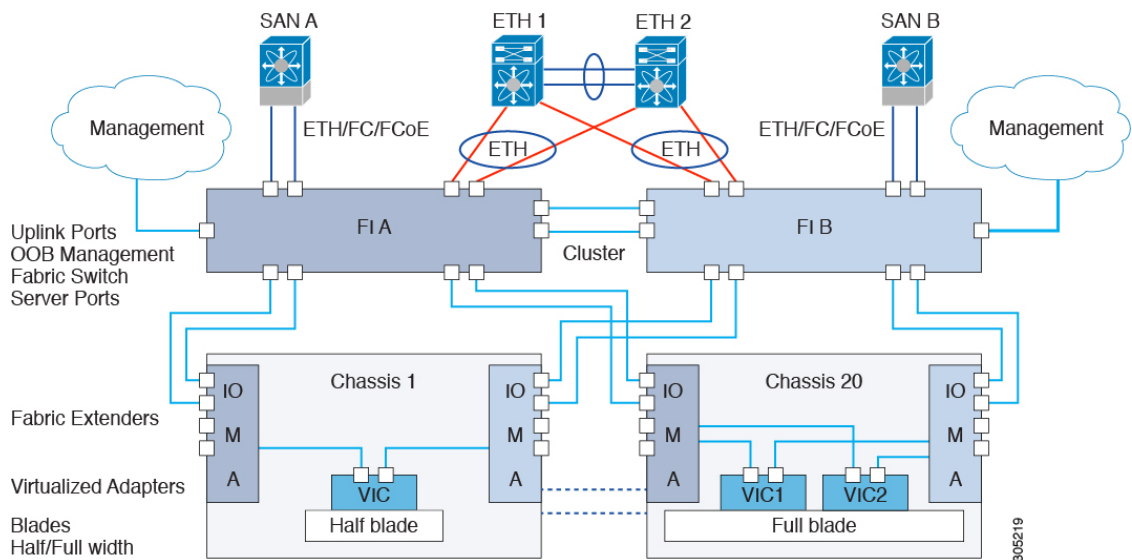 SAN A
ETH 1
ETH 2
SAN B
Management
ETH/FC/FCoE
ETH
ETH
ETH/FC/FCoE
Management
FI A
FI B
Cluster
Uplink Ports
OOB Management
Fabric Switch
Server Ports
Chassis 1
Chassis 20
IO
M
A
IO
M
A
IO
M
A
IO
M
A
Fabric Extenders
Virtualized Adapters
VIC
VIC1
VIC2
Blades
Half/Full width
Half blade
Full blade
305219